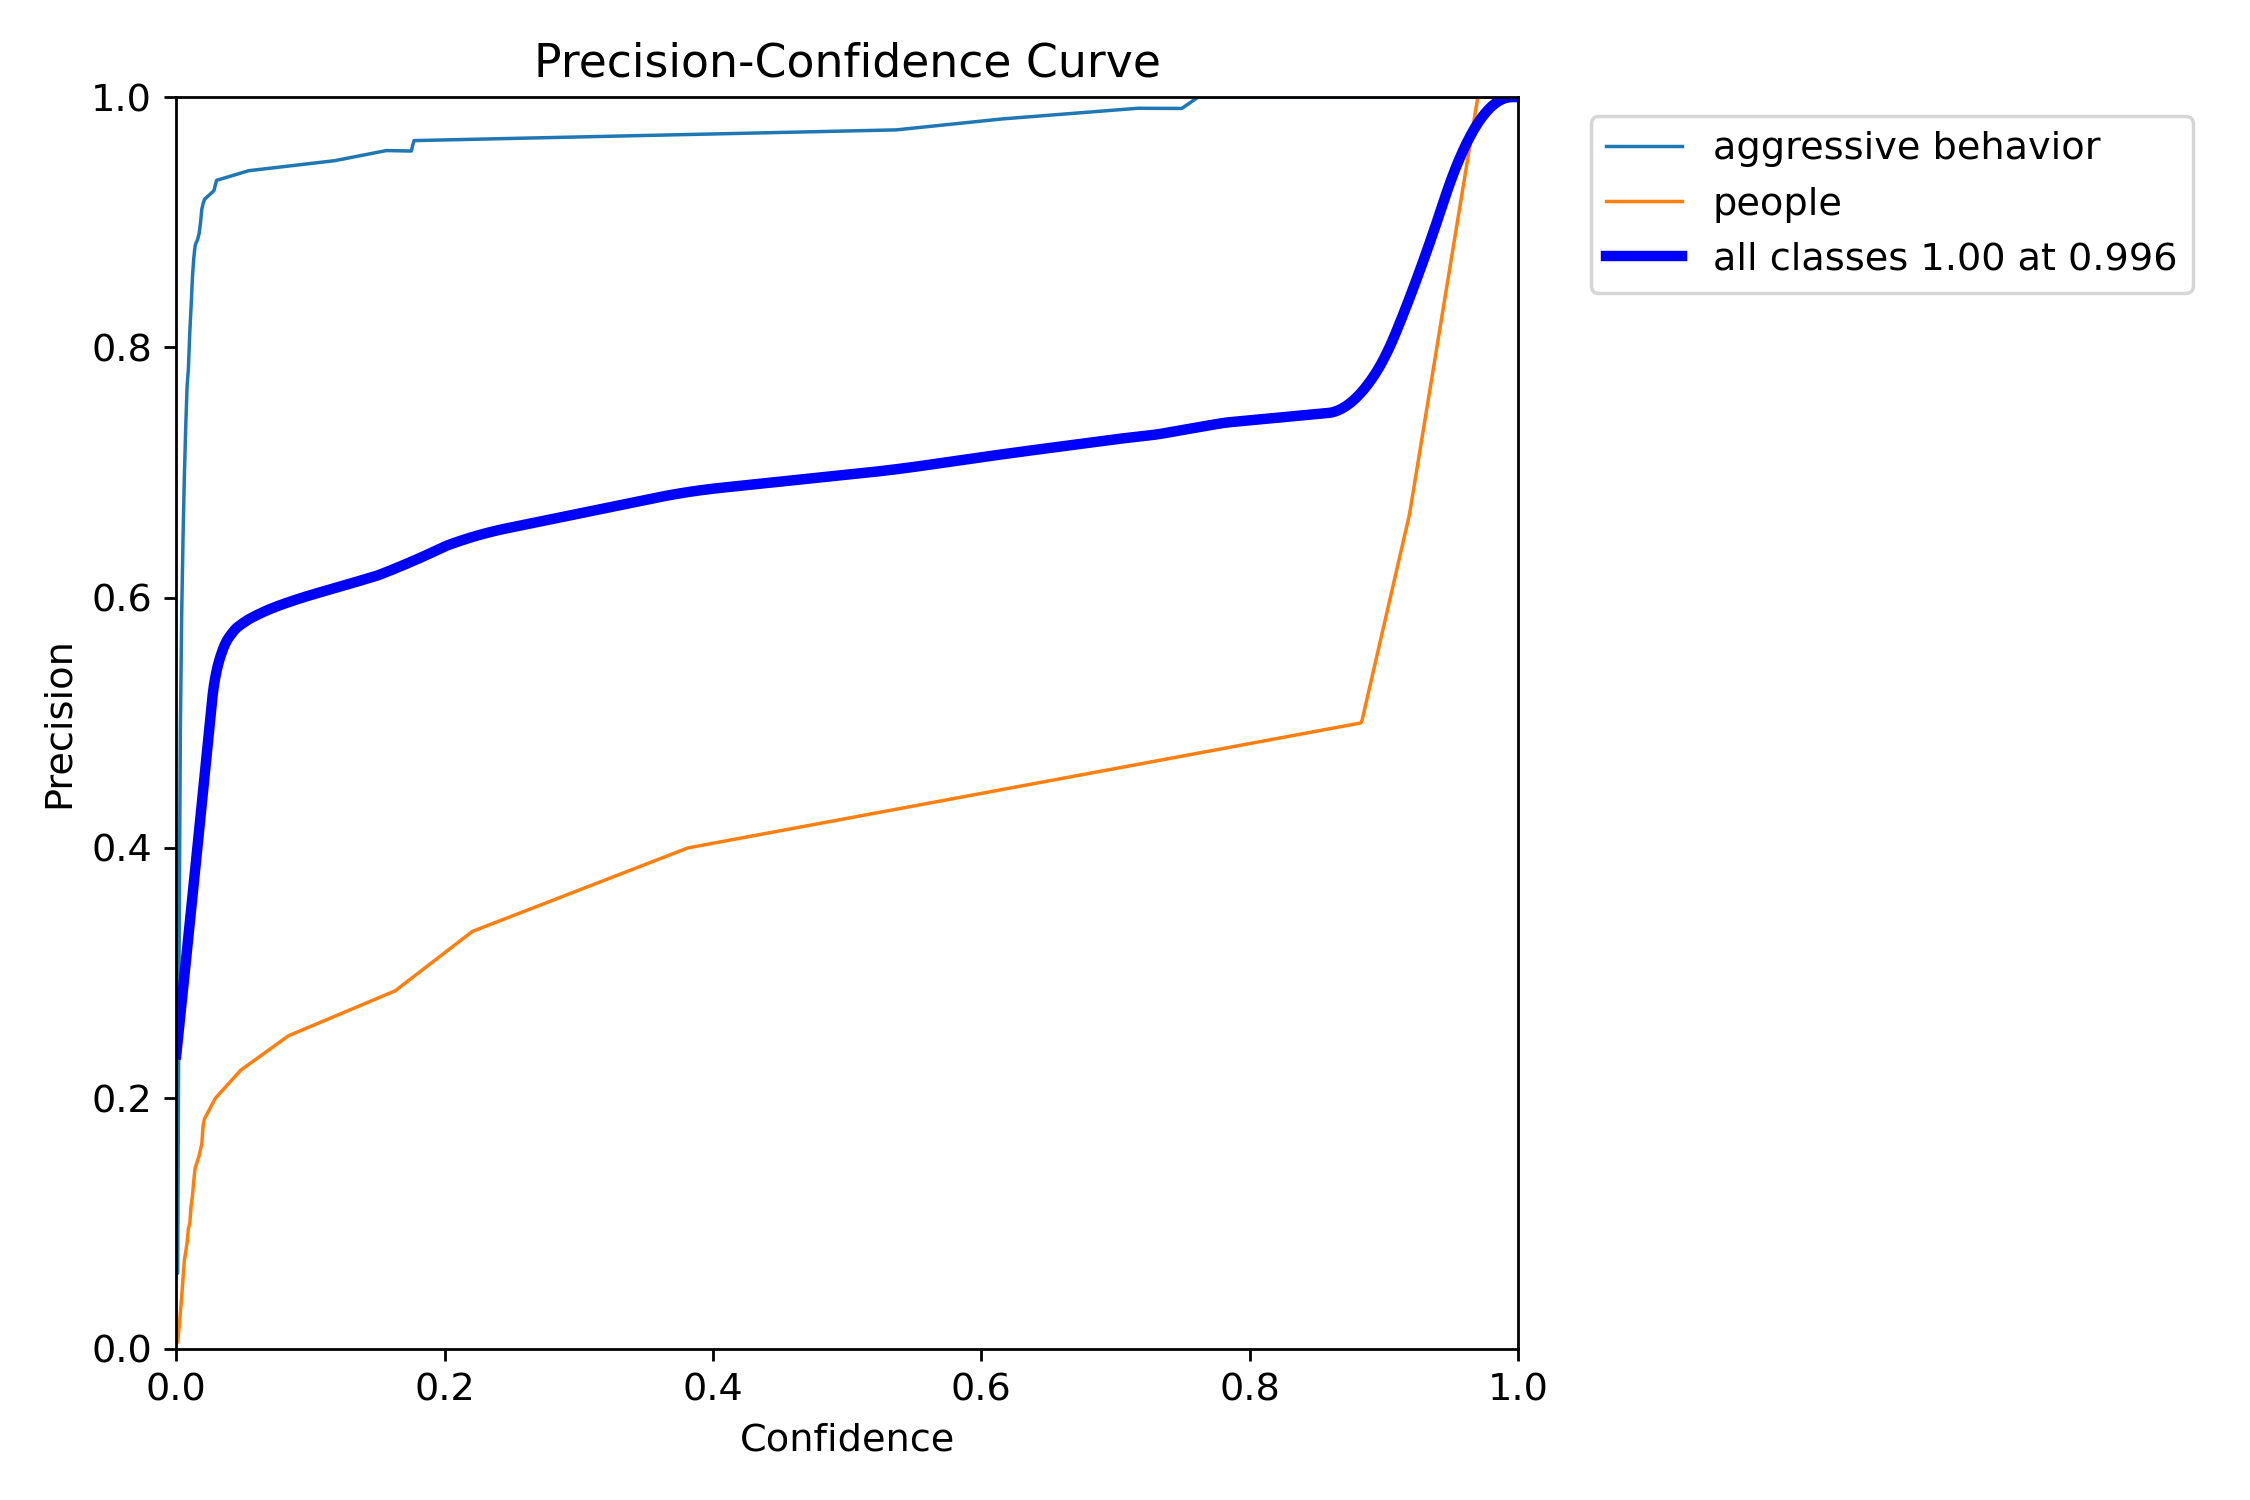 Precision-Confidence Curve
1.0
0.8
0.6
0.4
0.2
0.0
Precision
0.0 0.2 0.4 0.6 0.8 1.0
Confidence
aggressive behavior
people
all classes 1.00 at 0.996